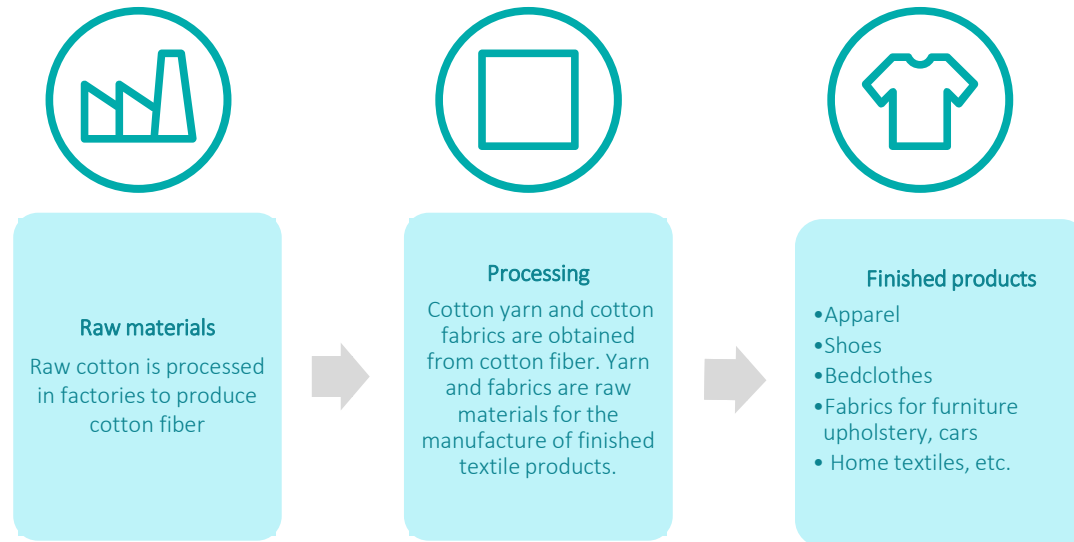 Raw materials
Raw cotton is processed
in factories to produce
cotton fiber
Processing
Cotton yarn and cotton
fabrics are obtained
from cotton fiber. Yarn
and fabrics are raw
materials for the
manufacture of finished
textile products.
Finished products
•Apparel
•Shoes
•Bedclothes
•Fabrics for furniture
upholstery, cars
• Home textiles, etc.